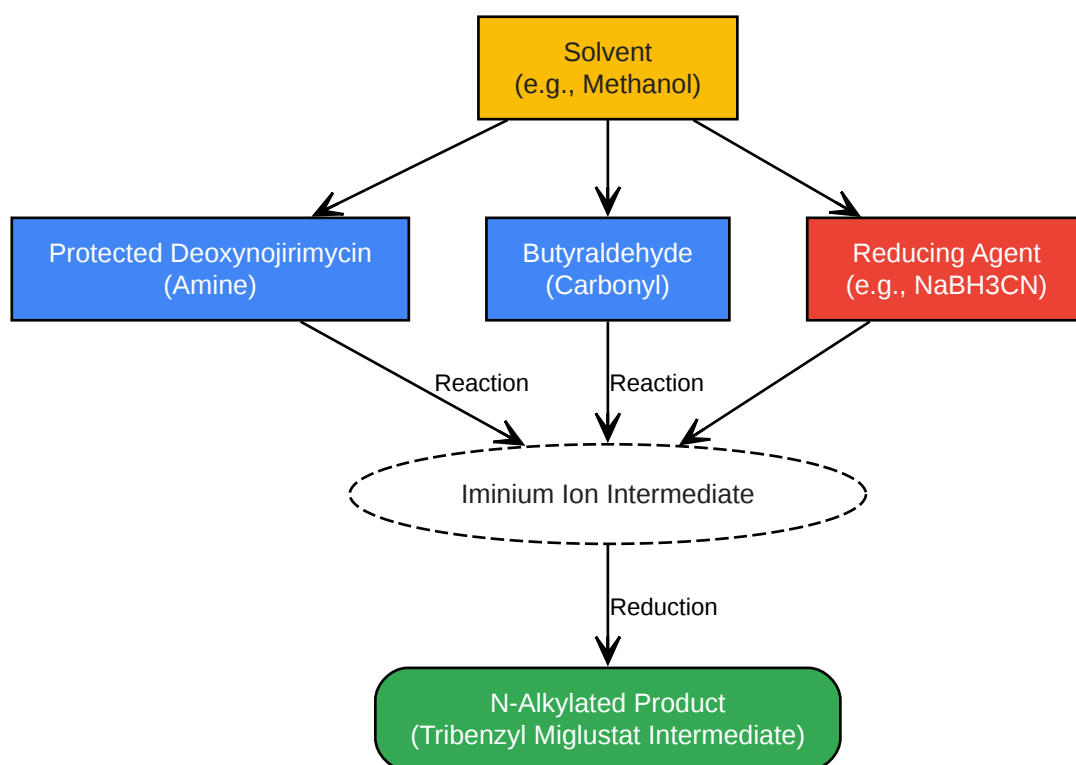 Solvent
(e.g., Methanol)
Protected Deoxynojirimycin
(Amine)
Butyraldehyde
(Carbonyl)
Reducing Agent
(e.g., NaBH3CN)
Reaction
Reaction
Iminium Ion Intermediate
Reduction
N-Alkylated Product
(Tribenzyl Miglustat Intermediate)